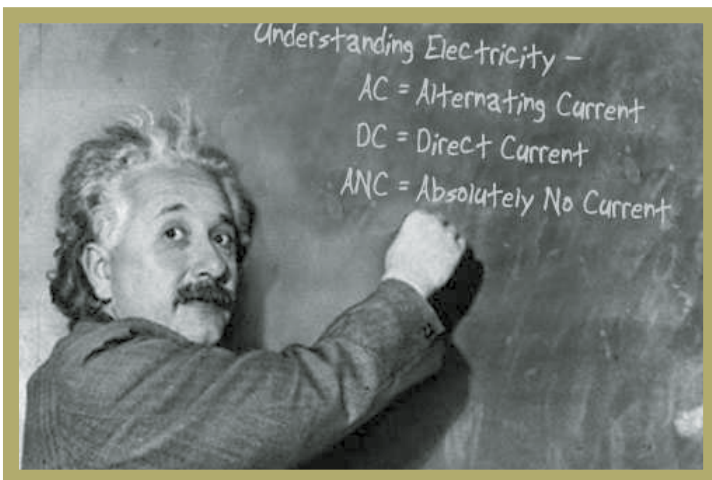 Understanding Electricity -
AC = Alternating Current
DC = Direct Current
ANC = Absolutely No Current